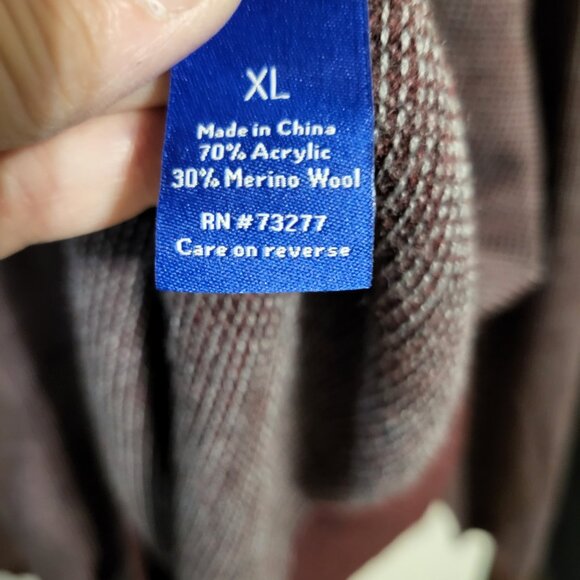 XL
Made in China
70% Acrylic
30% Merino Wool
RN #73277
Care on reverse